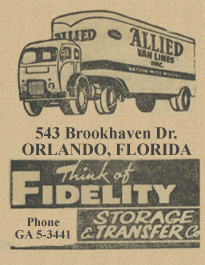 ALLIED
VAN LINES
INC.
543 Brookhaven Dr.
ORLANDO, FLORIDA
Think of
FIDELITY
STORAGE
& TRANSFER Co
Phone
GA 5-3441